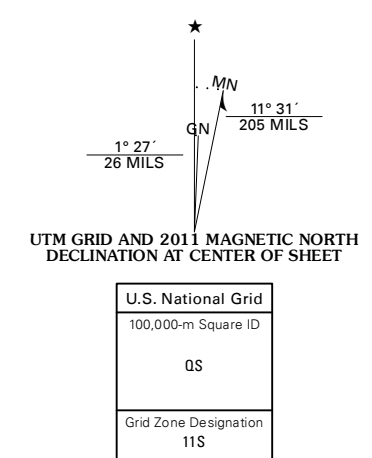 ★
MN
11° 31´
205 MILS
GN
1° 27´
26 MILS
UTM GRID AND 2011 MAGNETIC NORTH
DECLINATION AT CENTER OF SHEET
U.S. National Grid
100,000-m Square ID
QS
Grid Zone Designation
11S